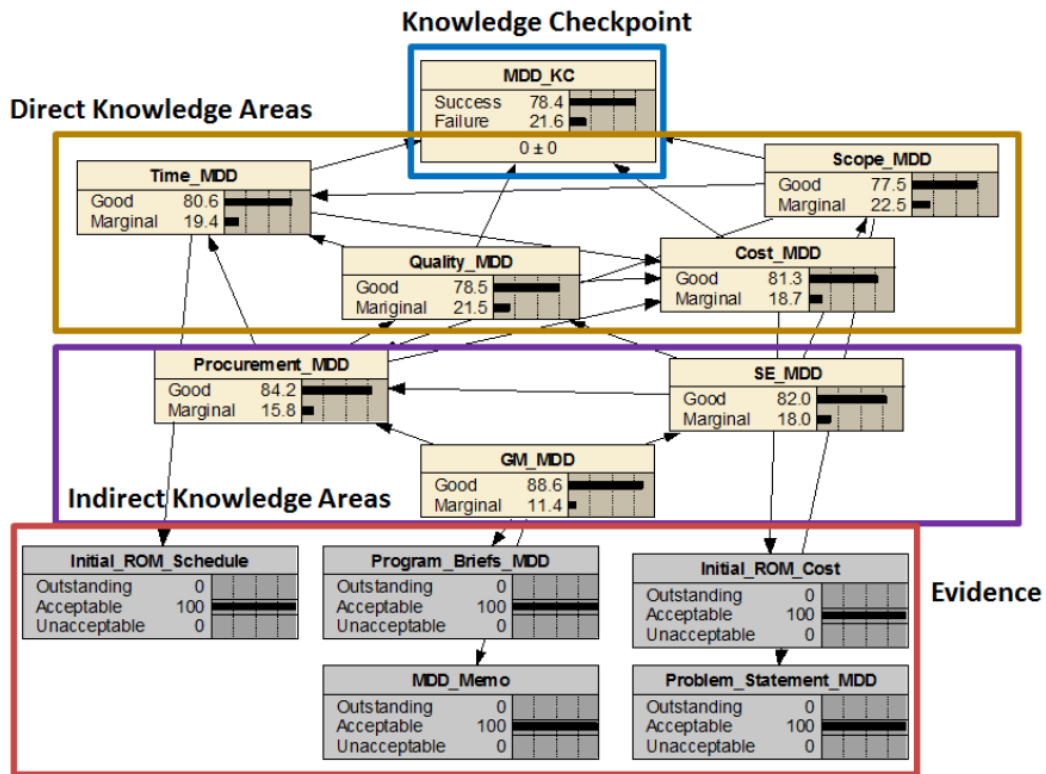 Knowledge Checkpoint
MDD_KC
Success 78.4
Failure 21.6
0 ± 0
Direct Knowledge Areas
Time_MDD
Good 80.6
Marginal 19.4
Scope_MDD
Good 77.5
Marginal 22.5
Quality_MDD
Good 78.5
Mariginal 21.5
Cost_MDD
Good 81.3
Marginal 18.7
Procurement_MDD
Good 84.2
Marginal 15.8
SE_MDD
Good 82.0
Marginal 18.0
GM_MDD
Good 88.6
Marginal 11.4
Indirect Knowledge Areas
Initial_ROM_Schedule
Outstanding 0
Acceptable 100
Unacceptable 0
Program_Briefs_MDD
Outstanding 0
Acceptable 100
Unacceptable 0
Initial_ROM_Cost
Outstanding 0
Acceptable 100
Unacceptable 0
Evidence
MDD_Memo
Outstanding 0
Acceptable 100
Unacceptable 0
Problem_Statement_MDD
Outstanding 0
Acceptable 100
Unacceptable 0